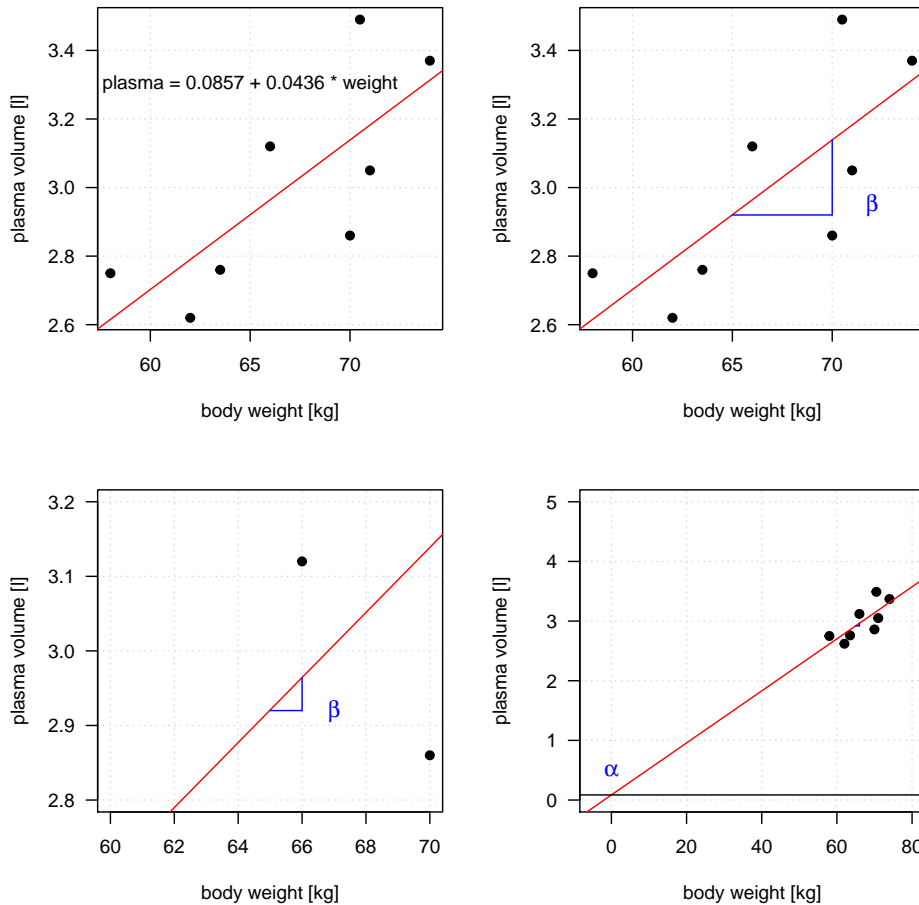 3.4
3.2
3.0
2.8
2.6
plasma volume [l]
plasma = 0.0857 + 0.0436 * weight
60 65 70
body weight [kg]
3.4
3.2
3.0
2.8
2.6
plasma volume [l]
β
60 65 70
body weight [kg]
3.2
3.1
3.0
2.9
2.8
plasma volume [l]
β
60 62 64 66 68 70
body weight [kg]
5
4
3
2
1
0
plasma volume [l]
α
0 20 40 60 80
body weight [kg]